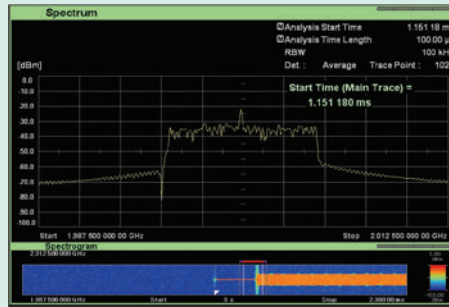 Spectrum
Analysis Start Time 1.151 18 m
Analysis Time Length 100.00 µ
RBW 100 kH
Det : Average Trace Point : 102
[dBm]
Start Time (Main Trace) =
1.151 180 ms
0.0
-10.0
-20.0
-30.0
-40.0
-50.0
-60.0
-70.0
-80.0
-90.0
-100.0
Start 1.987 500 000 00 GHz Stop 2.012 500 000 00 GHz
Spectrogram
2.012 500 000 GHz
1.987 500 000 GHz Start 0 s Stop 2.000 00 ms